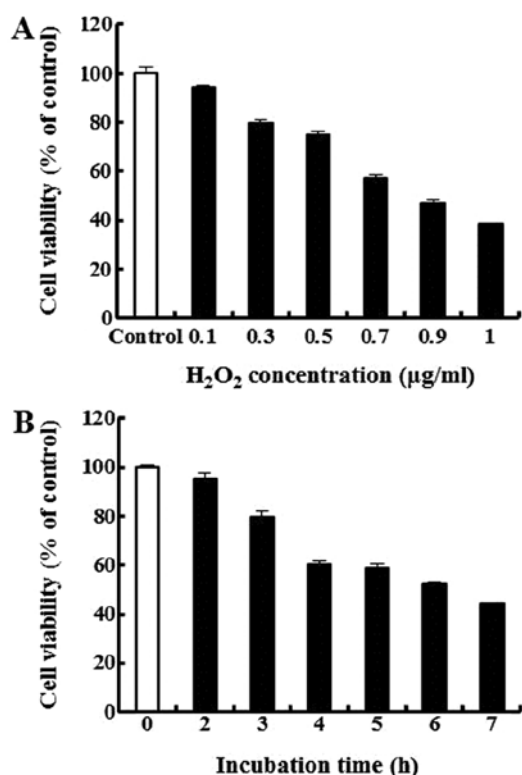 A
Cell viability (% of control)
120
100
80
60
40
20
0
Control 0.1 0.3 0.5 0.7 0.9 1
H₂O₂ concentration (µg/ml)
B
Cell viability (% of control)
120
100
80
60
40
20
0
0 2 3 4 5 6 7
Incubation time (h)